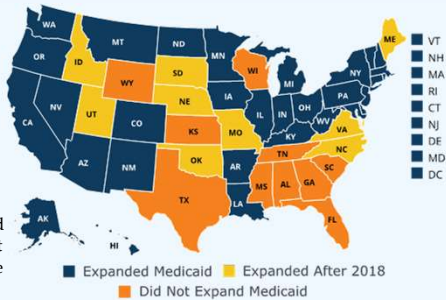 WA
MT
ND
MN
ME
VT
NH
MA
RI
CT
NJ
DE
MD
DC
OR
ID
SD
WI
MI
NY
WY
NE
IA
PA
NV
UT
CO
IL
IN
OH
WV
VA
KY
CA
KS
MO
NC
TN
AZ
NM
OK
AR
SC
MS
AL
GA
TX
LA
FL
AK
HI
d
t
e
Expanded Medicaid
Expanded After 2018
Did Not Expand Medicaid